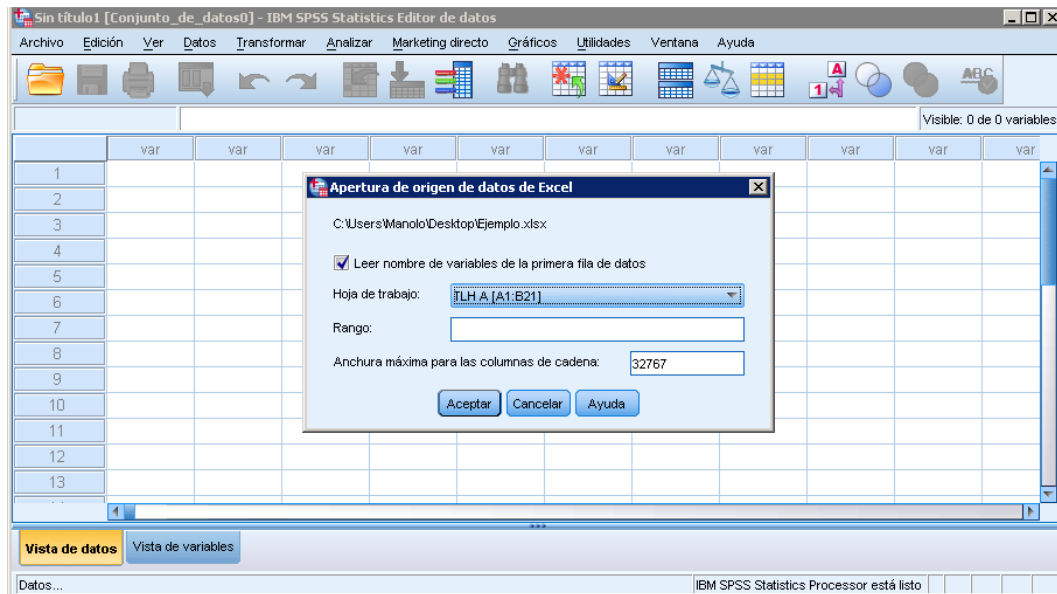 Sin título1 [Conjunto_de_datos0] - IBM SPSS Statistics Editor de datos
Archivo Edición Ver Datos Transformar Analizar Marketing directo Gráficos Utilidades Ventana Ayuda
A
1
ABC
Visible: 0 de 0 variables
var var var var var var var var var var var
1
2
3
4
5
6
7
8
9
10
11
12
13
Apertura de origen de datos de Excel
C:\Users\Manolo\Desktop\Ejemplo.xlsx
Leer nombre de variables de la primera fila de datos
Hoja de trabajo: TLH A [A1:B21]
Rango:
Anchura máxima para las columnas de cadena: 32767
Aceptar Cancelar Ayuda
Vista de datos Vista de variables
Datos... IBM SPSS Statistics Processor está listo